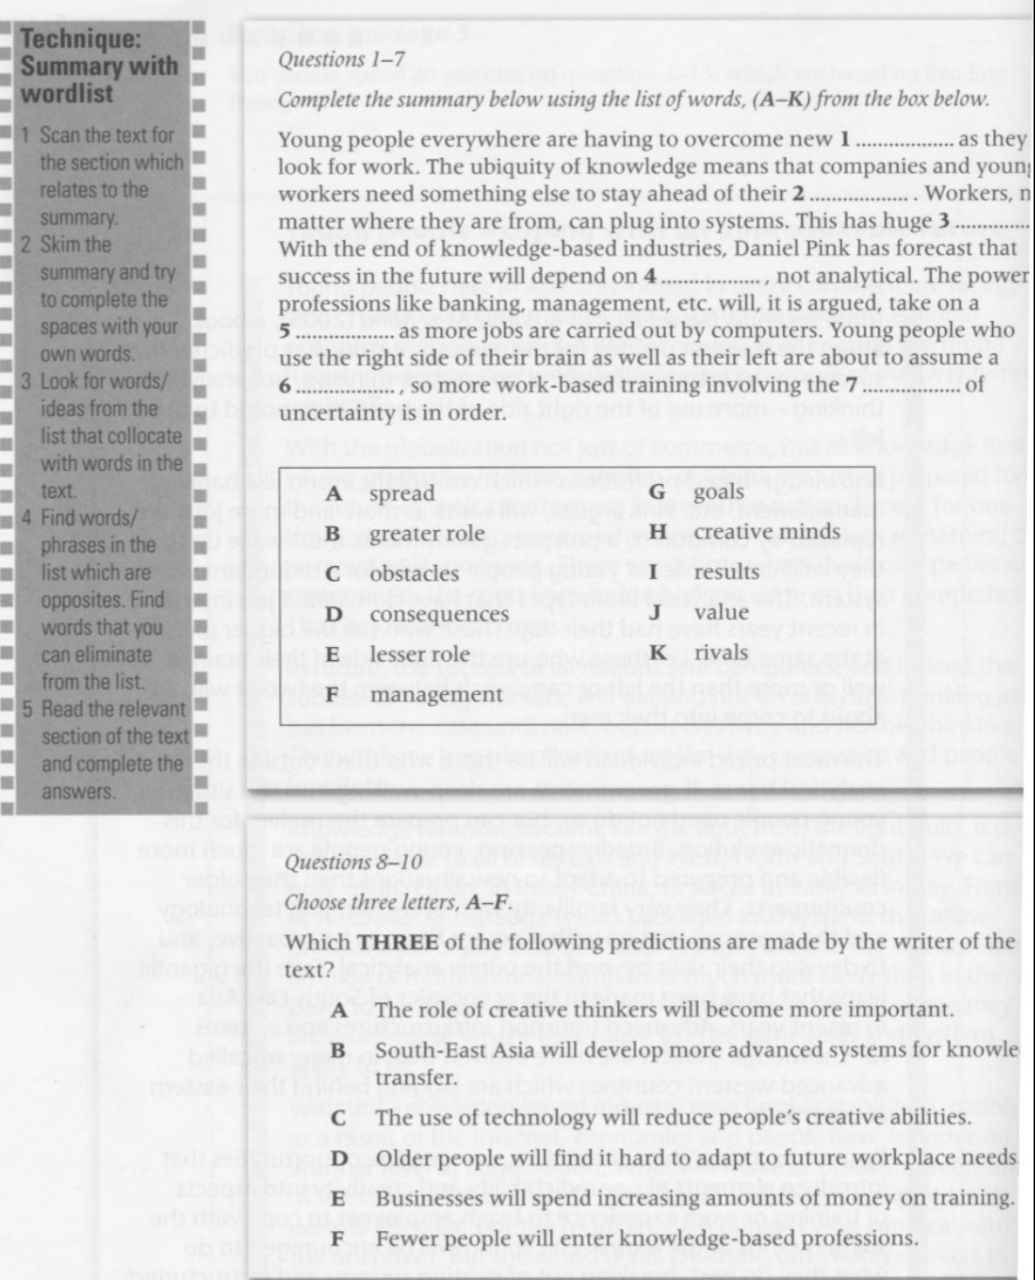 Technique:
Summary with
wordlist
1 Scan the text for
the section which
relates to the
summary.
2 Skim the
summary and try
to complete the
spaces with your
own words.
3 Look for words/
ideas from the
list that collocate
with words in the
text.
4 Find words/
phrases in the
list which are
opposites. Find
words that you
can eliminate
from the list.
5 Read the relevant
section of the text
and complete the
answers.
Questions 1–7
Complete the summary below using the list of words, (A–K) from the box below.
Young people everywhere are having to overcome new 1 .................... as they
look for work. The ubiquity of knowledge means that companies and young
workers need something else to stay ahead of their 2 .................... . Workers, n
matter where they are from, can plug into systems. This has huge 3 ...............
With the end of knowledge-based industries, Daniel Pink has forecast that
success in the future will depend on 4 ...................., not analytical. The power
professions like banking, management, etc. will, it is argued, take on a
5 .................... as more jobs are carried out by computers. Young people who
use the right side of their brain as well as their left are about to assume a
6 ...................., so more work-based training involving the 7 .................... of
uncertainty is in order.
A spread
B greater role
C obstacles
D consequences
E lesser role
F management
G goals
H creative minds
I results
J value
K rivals
Questions 8–10
Choose three letters, A–F.
Which THREE of the following predictions are made by the writer of the
text?
A The role of creative thinkers will become more important.
B South-East Asia will develop more advanced systems for knowle
transfer.
C The use of technology will reduce people's creative abilities.
D Older people will find it hard to adapt to future workplace needs
E Businesses will spend increasing amounts of money on training.
F Fewer people will enter knowledge-based professions.